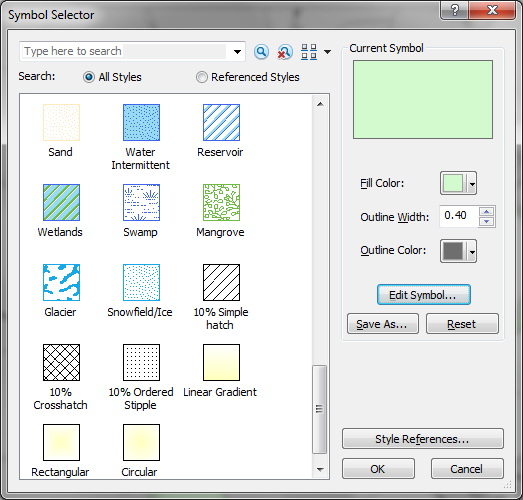 Symbol Selector
Type here to search
Search:
All Styles
Referenced Styles
Sand
Water
Intermittent
Reservoir
Wetlands
Swamp
Mangrove
Glacier
Snowfield/Ice
10% Simple
hatch
10%
Crosshatch
10% Ordered
Stipple
Linear Gradient
Rectangular
Circular
Current Symbol
Fill Color:
Outline Width:
0.40
Outline Color:
Edit Symbol...
Save As...
Reset
Style References...
OK
Cancel